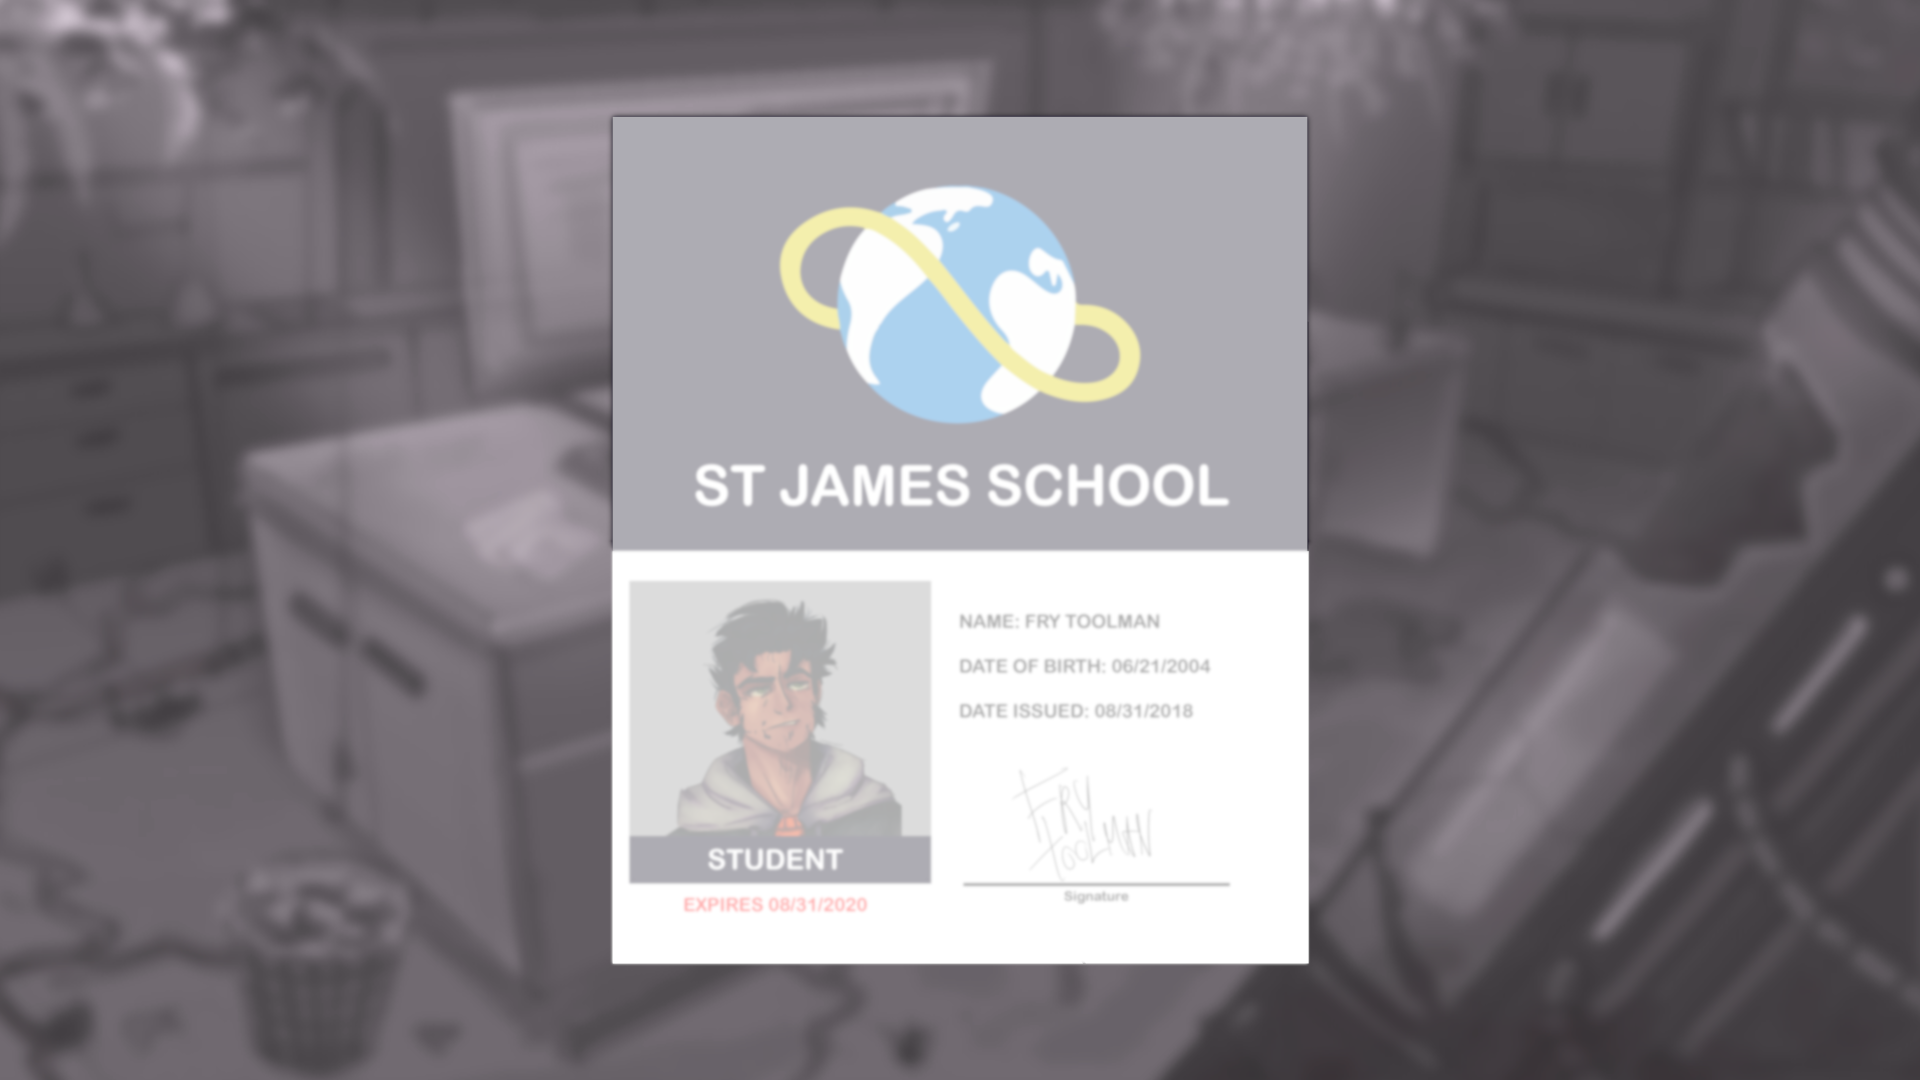 ST JAMES SCHOOL
NAME: FRY TOOLMAN
DATE OF BIRTH: 06/21/2004
DATE ISSUED: 08/31/2018
FRY
TOOLMAN
Signature
STUDENT
EXPIRES 08/31/2020